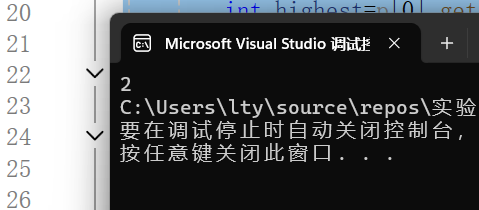 20
int highest=p[0].get
21
Microsoft Visual Studio 调试
22
2
23
C:\Users\lty\source\repos\实验
24
要在调试停止时自动关闭控制台，
25
按任意键关闭此窗口．．．
26